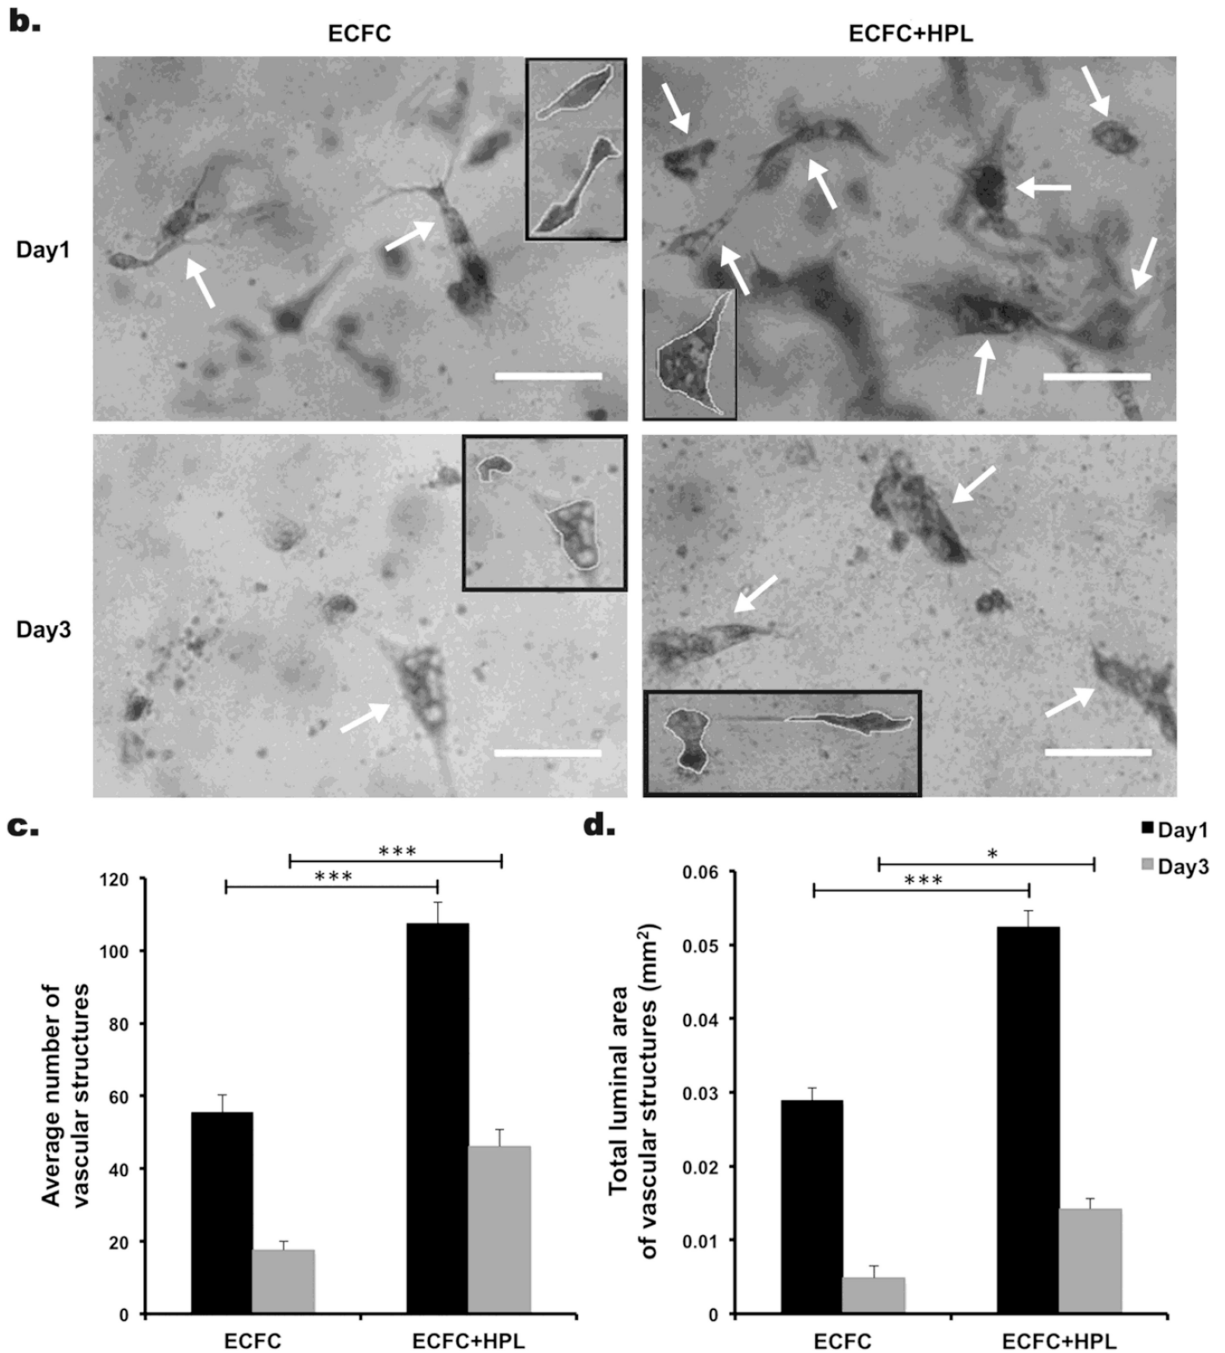 b.
ECFC
ECFC+HPL
Day1
Day3
c.
d.
Day1
Day3
***
***
120
100
80
60
40
20
0
Average number of
vascular structures
ECFC
ECFC+HPL
*
***
0.06
0.05
0.04
0.03
0.02
0.01
0
Total luminal area
of vascular structures (mm²)
ECFC
ECFC+HPL